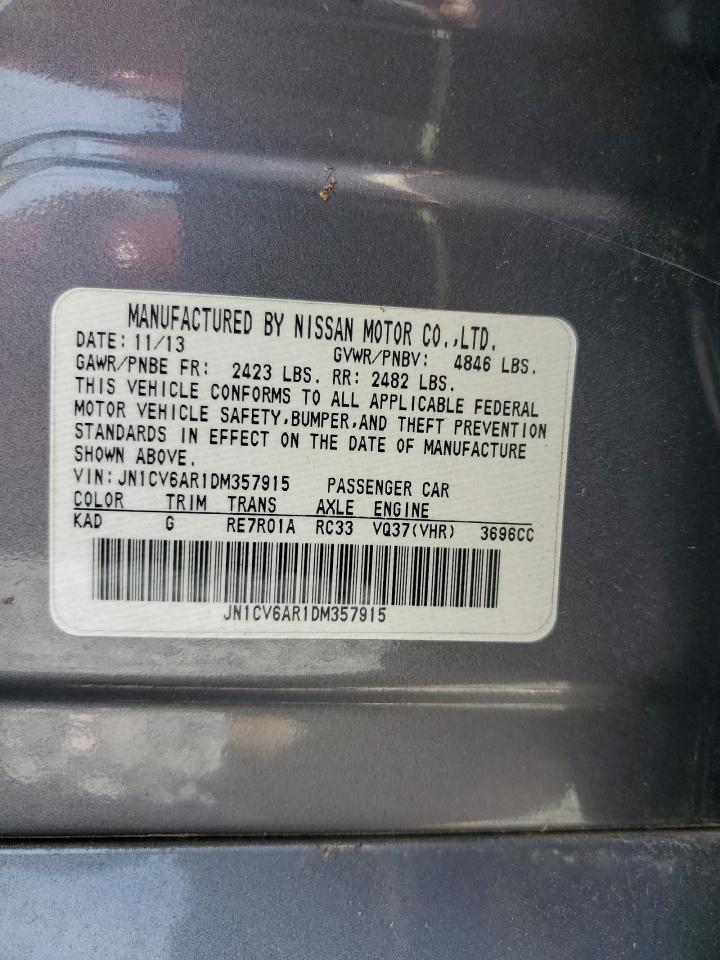 MANUFACTURED BY NISSAN MOTOR CO.,LTD.
DATE: 11/13 GVWR/PNBV: 4846 LBS.
GAWR/PNBE FR: 2423 LBS. RR: 2482 LBS.
THIS VEHICLE CONFORMS TO ALL APPLICABLE FEDERAL
MOTOR VEHICLE SAFETY,BUMPER,AND THEFT PREVENTION
STANDARDS IN EFFECT ON THE DATE OF MANUFACTURE
SHOWN ABOVE.
VIN:JN1CV6AR1DM357915 PASSENGER CAR
COLOR TRIM TRANS AXLE ENGINE
KAD G RE7R01A RC33 VQ37(VHR) 3696CC
JN1CV6AR1DM357915